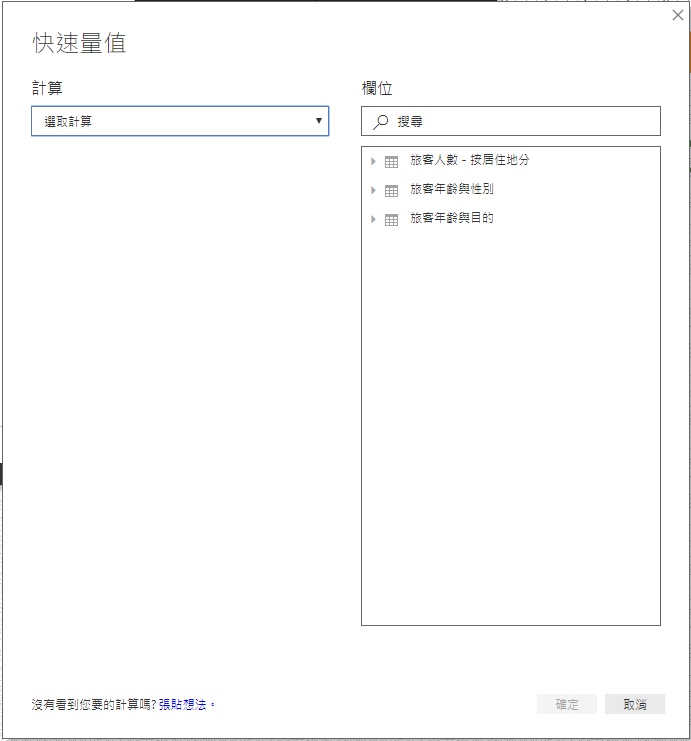 快速量值
計算
選取計算
欄位
搜尋
旅客人數 - 按居住地分
旅客年齡與性別
旅客年齡與目的
沒有看到您要的計算嗎? 張貼想法。
確定
取消